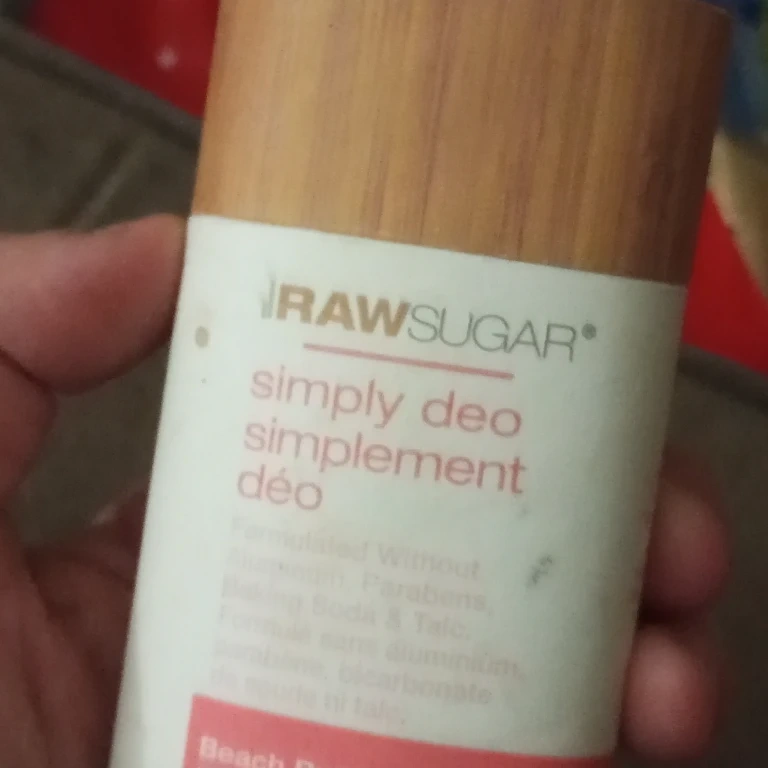 RAWSUGAR®
simply deo
simplement
déo
Formulated Without
Aluminum, Parabens,
Baking Soda & Talc.
Formule sans aluminium,
parabène, bicarbonate
de soude ni talc.
Beach